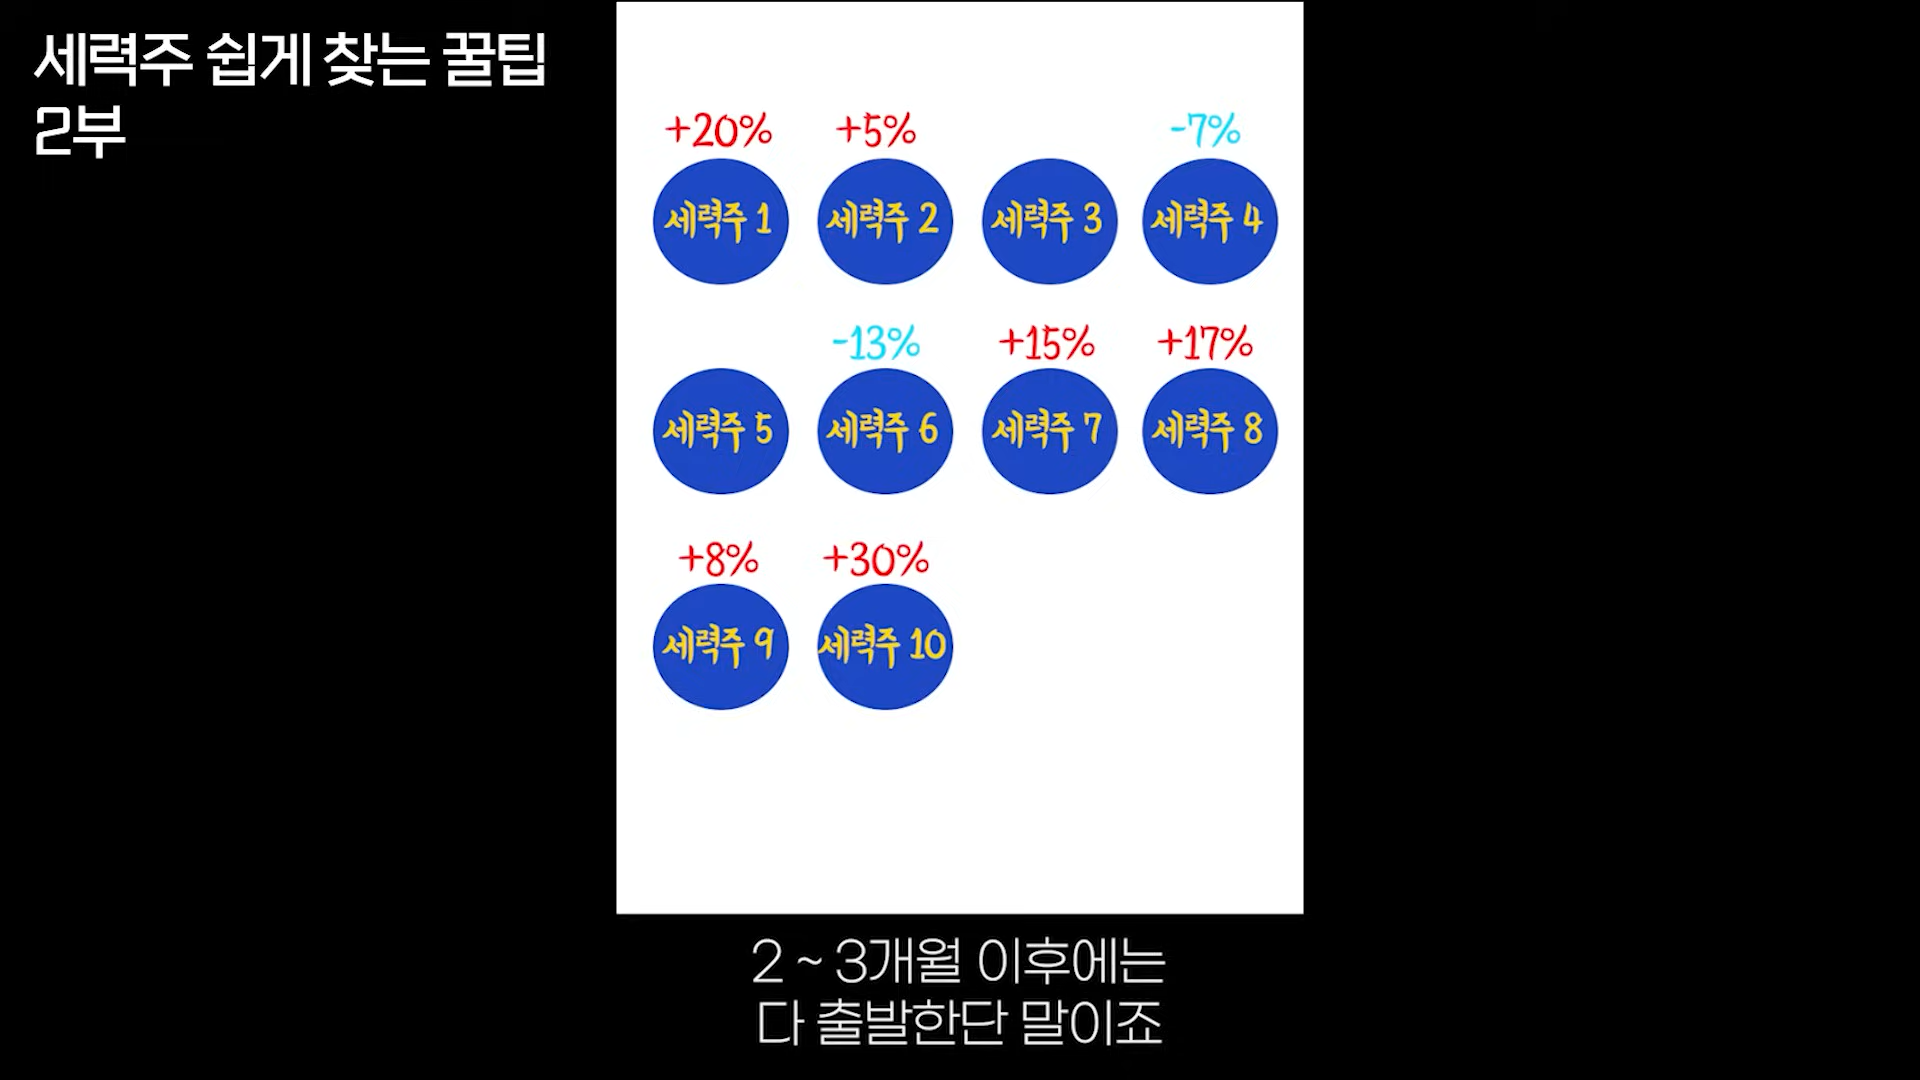 세력주 쉽게 찾는 꿀팁
2부
+20% +5% -7%
세력주 1 세력주 2 세력주 3 세력주 4
-13% +15% +17%
세력주 5 세력주 6 세력주 7 세력주 8
+8% +30%
세력주 9 세력주 10
2 ~ 3개월 이후에는
다 출발한단 말이죠